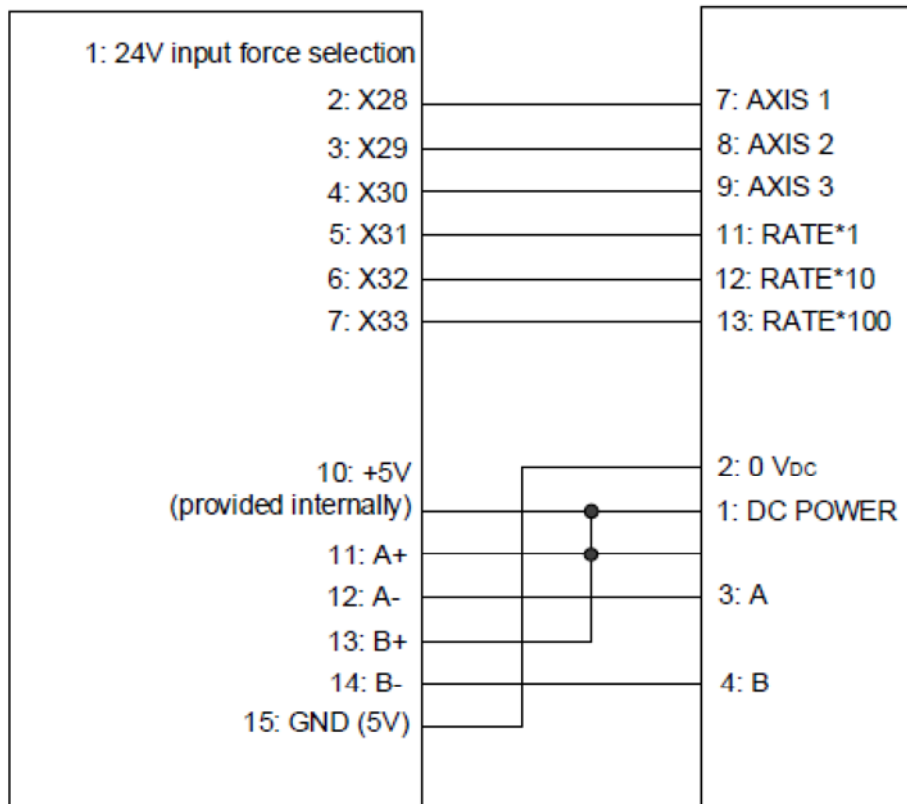 1: 24V input force selection
2: X28
3: X29
4: X30
5: X31
6: X32
7: X33
10: +5V
(provided internally)
11: A+
12: A-
13: B+
14: B-
15: GND (5V)
7: AXIS 1
8: AXIS 2
9: AXIS 3
11: RATE*1
12: RATE*10
13: RATE*100
2: 0 VDC
1: DC POWER
3: A
4: B